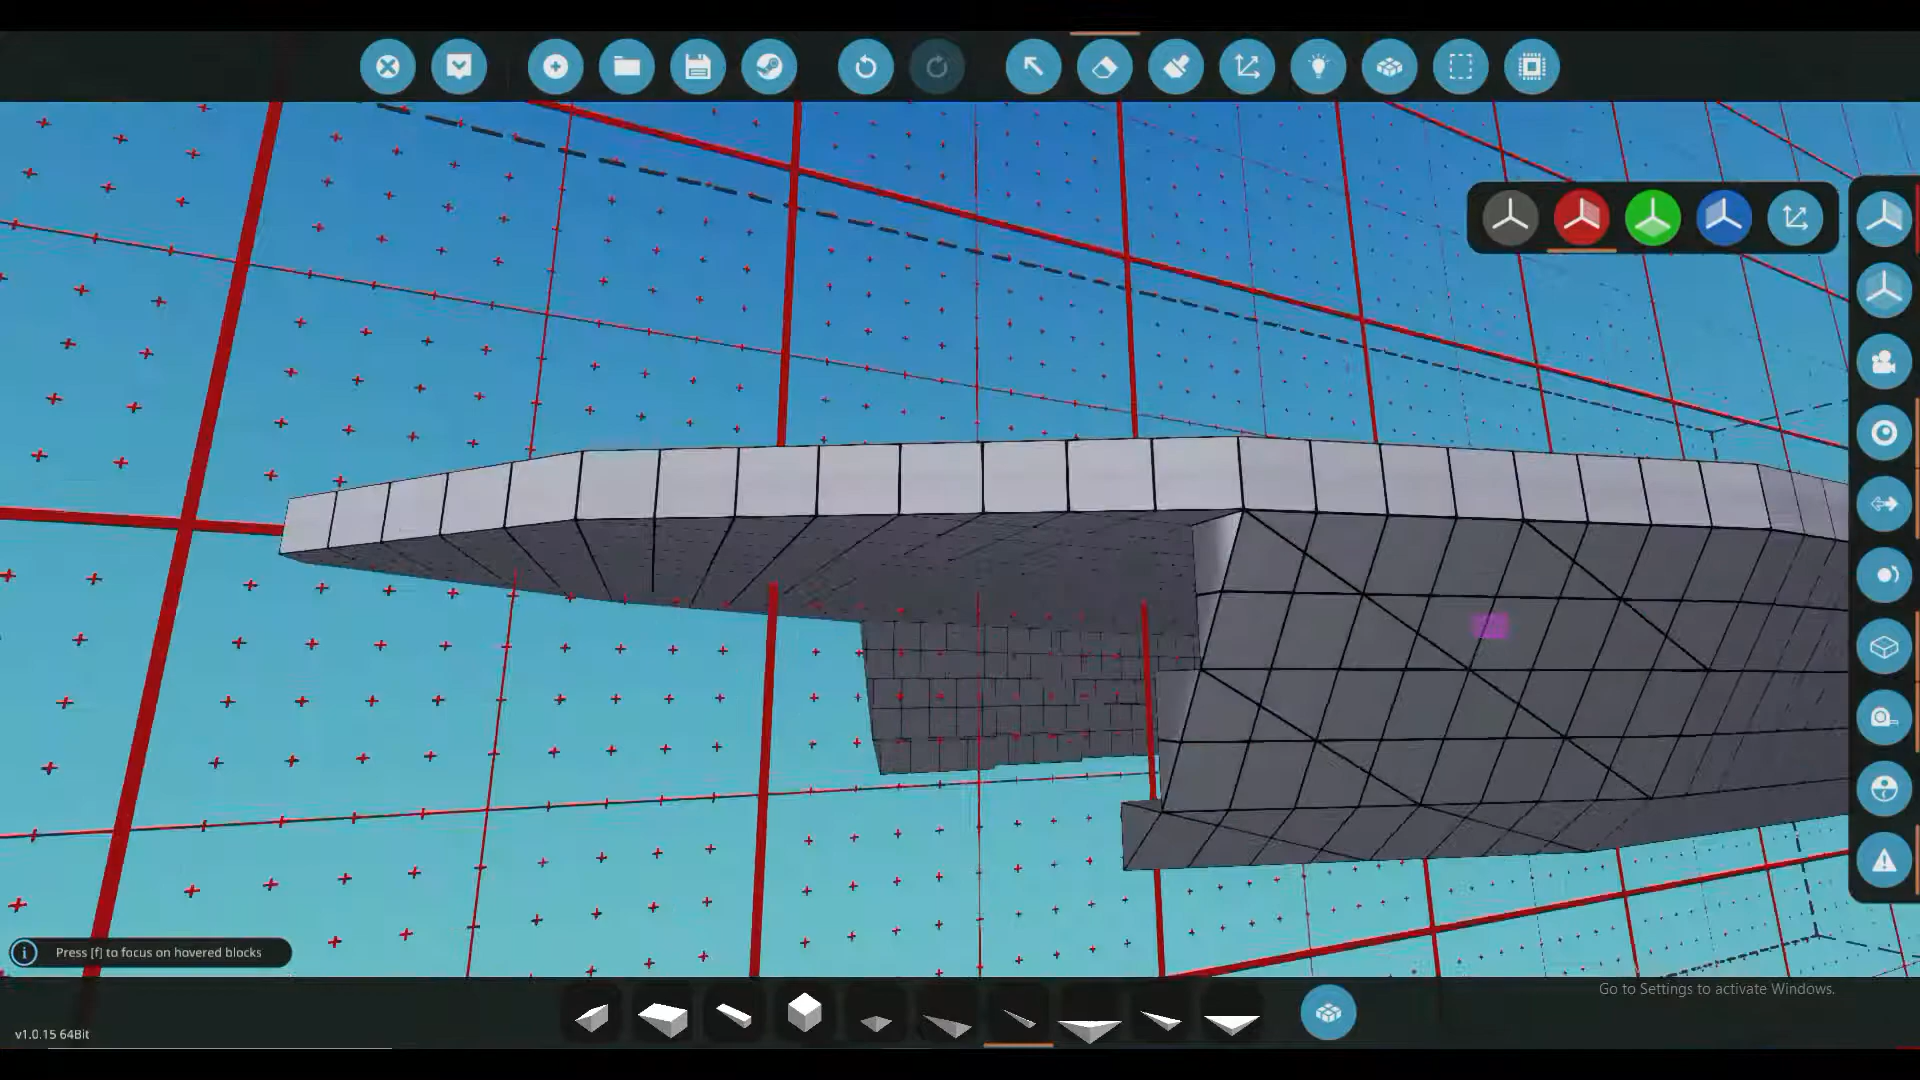 Press [f] to focus on hovered blocks
Go to Settings to activate Windows.
v1.0.15 64Bit